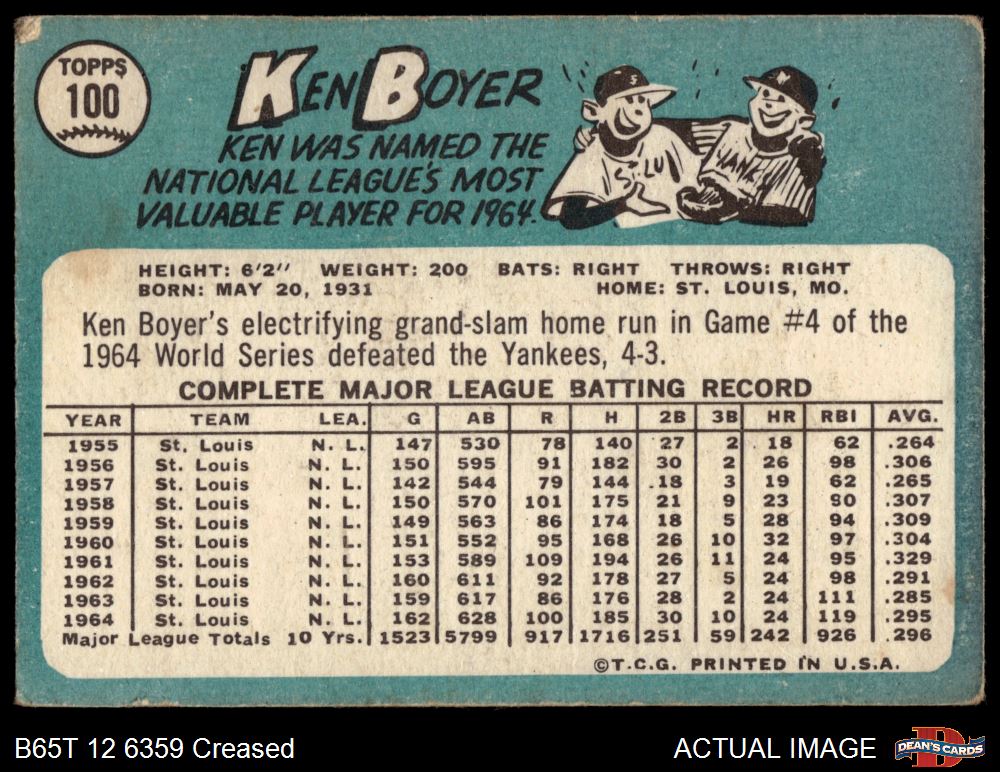 TOPPS
100
KEN BOYER
KEN WAS NAMED THE
NATIONAL LEAGUE'S MOST
VALUABLE PLAYER FOR 1964.
S
ST. LOU
N
YANK
HEIGHT: 6'2" WEIGHT: 200 BATS: RIGHT THROWS: RIGHT
BORN: MAY 20, 1931 HOME: ST. LOUIS, MO.
Ken Boyer's electrifying grand-slam home run in Game #4 of the
1964 World Series defeated the Yankees, 4-3.
COMPLETE MAJOR LEAGUE BATTING RECORD
YEAR TEAM LEA. G AB R H 2B 3B HR RBI AVG.
1955 St. Louis N. L. 147 530 78 140 27 2 18 62 .264
1956 St. Louis N. L. 150 595 91 182 30 2 26 98 .306
1957 St. Louis N. L. 142 544 79 144 18 3 19 62 .265
1958 St. Louis N. L. 150 570 101 175 21 9 23 90 .307
1959 St. Louis N. L. 149 563 86 174 18 5 28 94 .309
1960 St. Louis N. L. 151 552 95 168 26 10 32 97 .304
1961 St. Louis N. L. 153 589 109 194 26 11 24 95 .329
1962 St. Louis N. L. 160 611 92 178 27 5 24 98 .291
1963 St. Louis N. L. 159 617 86 176 28 2 24 111 .285
1964 St. Louis N. L. 162 628 100 185 30 10 24 119 .295
Major League Totals 10 Yrs. 1523 5799 917 1716 251 59 242 926 .296
©T.C.G. PRINTED IN U.S.A.
B65T 12 6359 Creased
ACTUAL IMAGE
D
DEAN'S CARDS